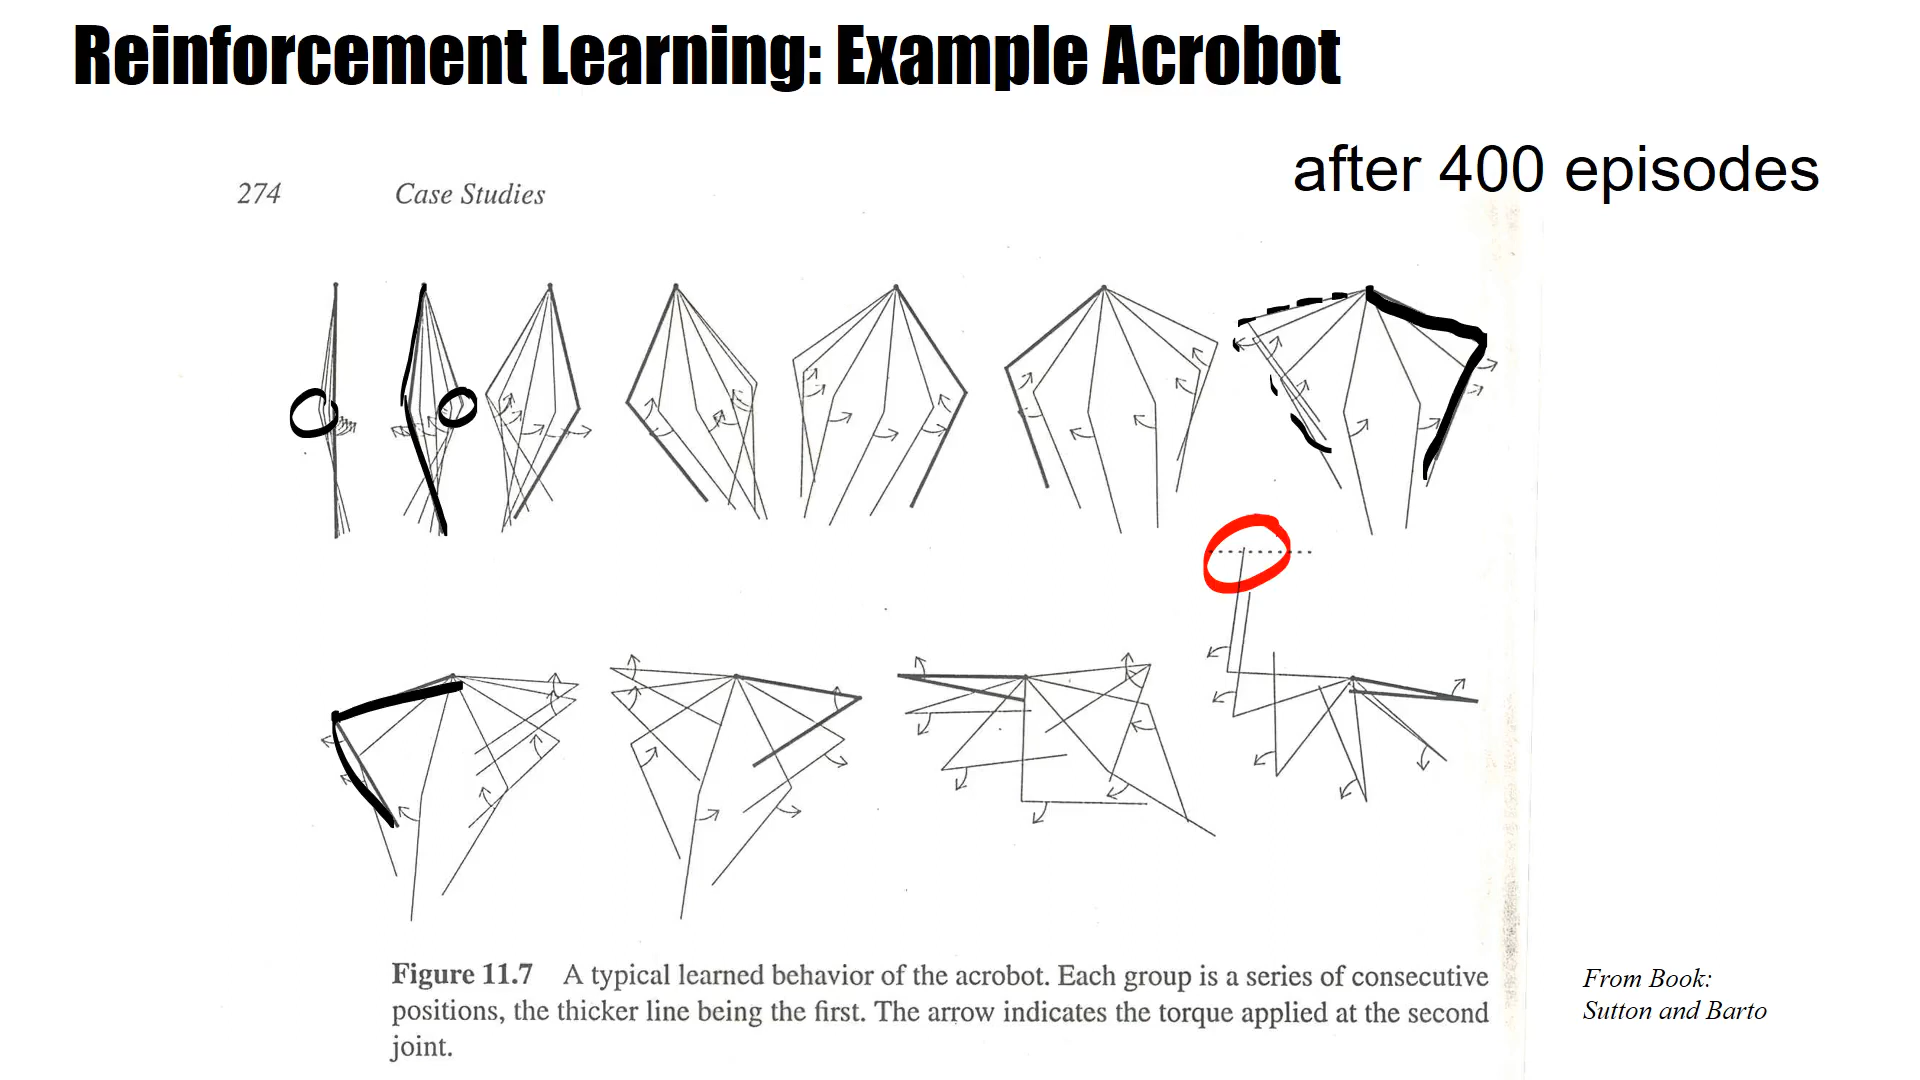 Reinforcement Learning: Example Acrobot
after 400 episodes
274 Case Studies
Figure 11.7 A typical learned behavior of the acrobot. Each group is a series of consecutive
positions, the thicker line being the first. The arrow indicates the torque applied at the second
joint.
From Book:
Sutton and Barto